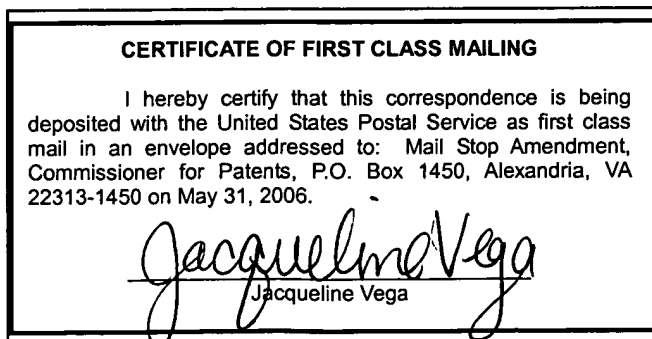 CERTIFICATE OF FIRST CLASS MAILING
I hereby certify that this correspondence is being
deposited with the United States Postal Service as first class
mail in an envelope addressed to: Mail Stop Amendment,
Commissioner for Patents, P.O. Box 1450, Alexandria, VA
22313-1450 on May 31, 2006.
Jacqueline Vega
Jacqueline Vega